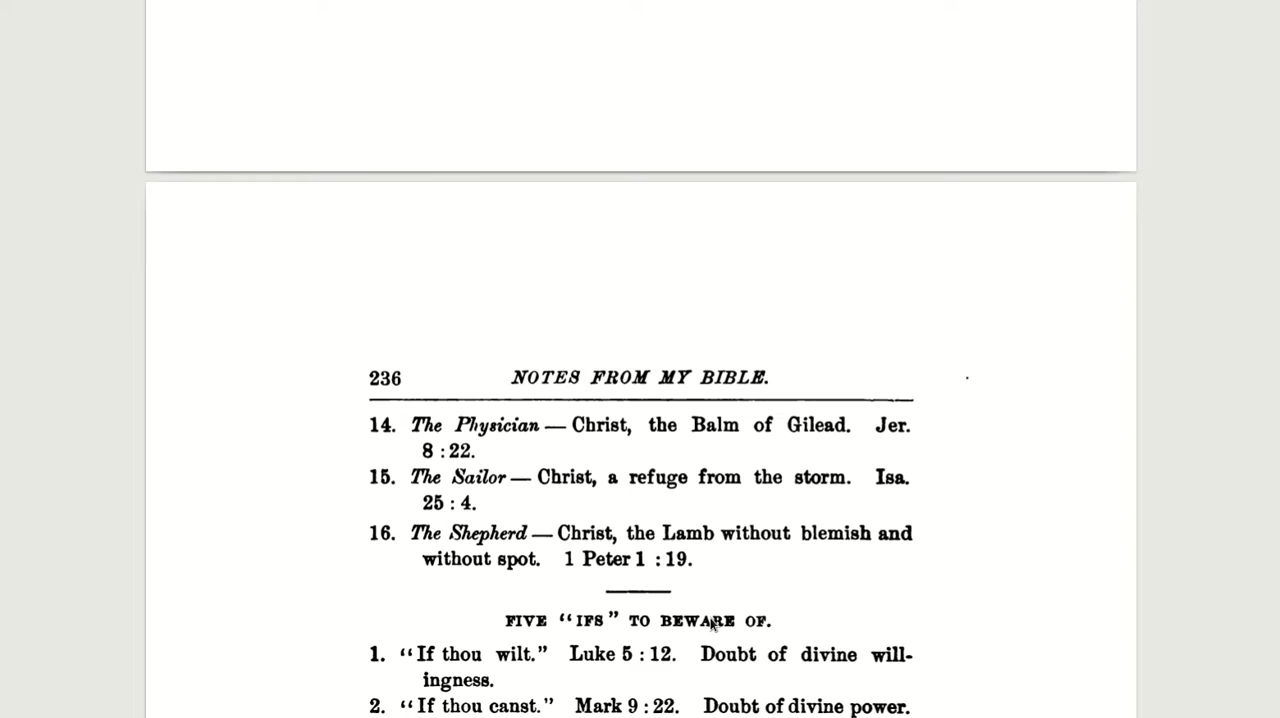 236 NOTES FROM MY BIBLE.
14. The Physician — Christ, the Balm of Gilead. Jer.
8 : 22.
15. The Sailor — Christ, a refuge from the storm. Isa.
25 : 4.
16. The Shepherd — Christ, the Lamb without blemish and
without spot. 1 Peter 1 : 19.
FIVE “IFS” TO BEWARE OF.
1. “If thou wilt.” Luke 5 : 12. Doubt of divine will-
ingness.
2. “If thou canst.” Mark 9 : 22. Doubt of divine power.